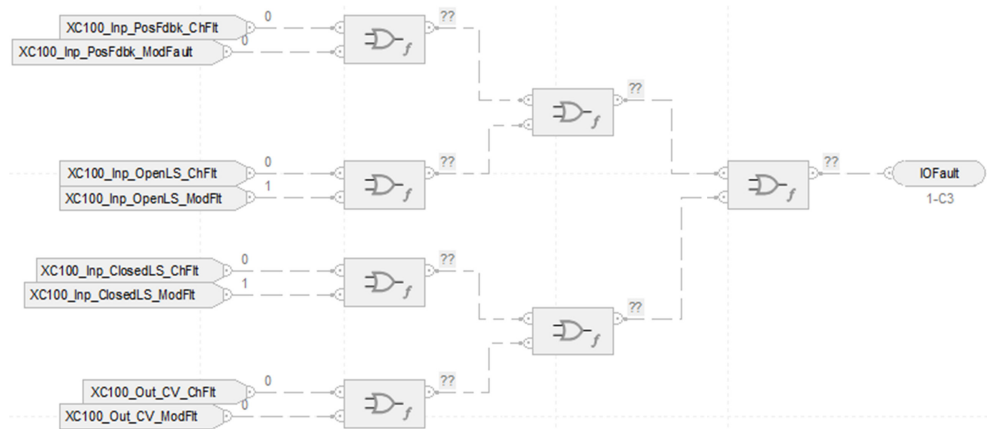 0
XC100_Inp_PosFdbk_ChFlt
??
0
XC100_Inp_PosFdbk_ModFault
f
??
f
0
XC100_Inp_OpenLS_ChFlt
??
1
XC100_Inp_OpenLS_ModFlt
f
??
IOFault
f
1-C3
0
XC100_Inp_ClosedLS_ChFlt
??
1
XC100_Inp_ClosedLS_ModFlt
f
??
f
0
XC100_Out_CV_ChFlt
??
0
XC100_Out_CV_ModFlt
f